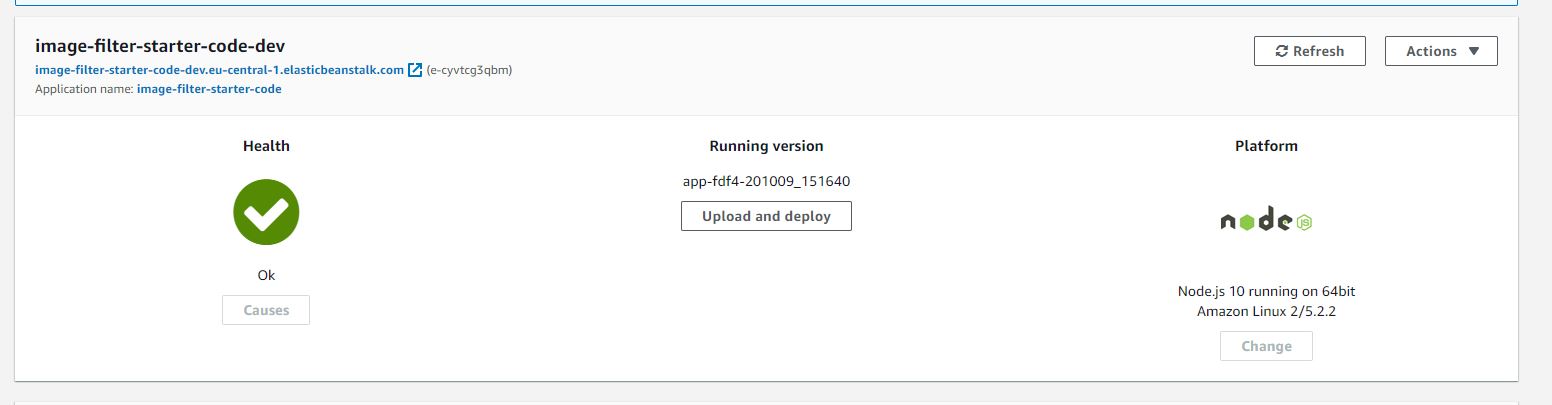 image-filter-starter-code-dev
image-filter-starter-code-dev.eu-central-1.elasticbeanstalk.com (e-cyvtcg3qbm)
Application name: image-filter-starter-code
Refresh
Actions
Health
Ok
Causes
Running version
app-fdf4-201009_151640
Upload and deploy
Platform
node JS
Node.js 10 running on 64bit
Amazon Linux 2/5.2.2
Change